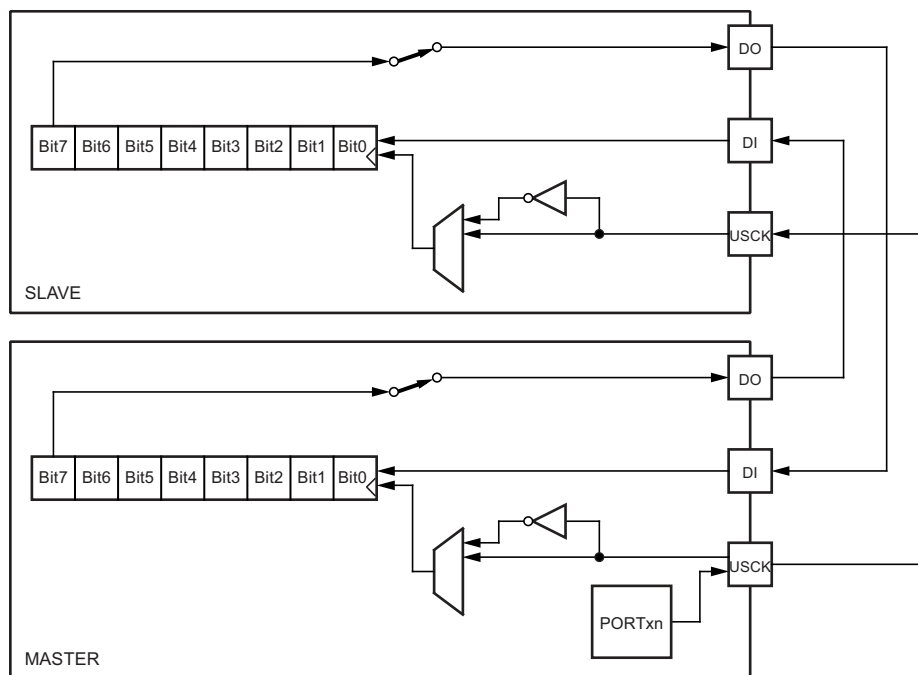 DO
Bit7 Bit6 Bit5 Bit4 Bit3 Bit2 Bit1 Bit0
DI
USCK
SLAVE
DO
Bit7 Bit6 Bit5 Bit4 Bit3 Bit2 Bit1 Bit0
DI
USCK
PORTxn
MASTER